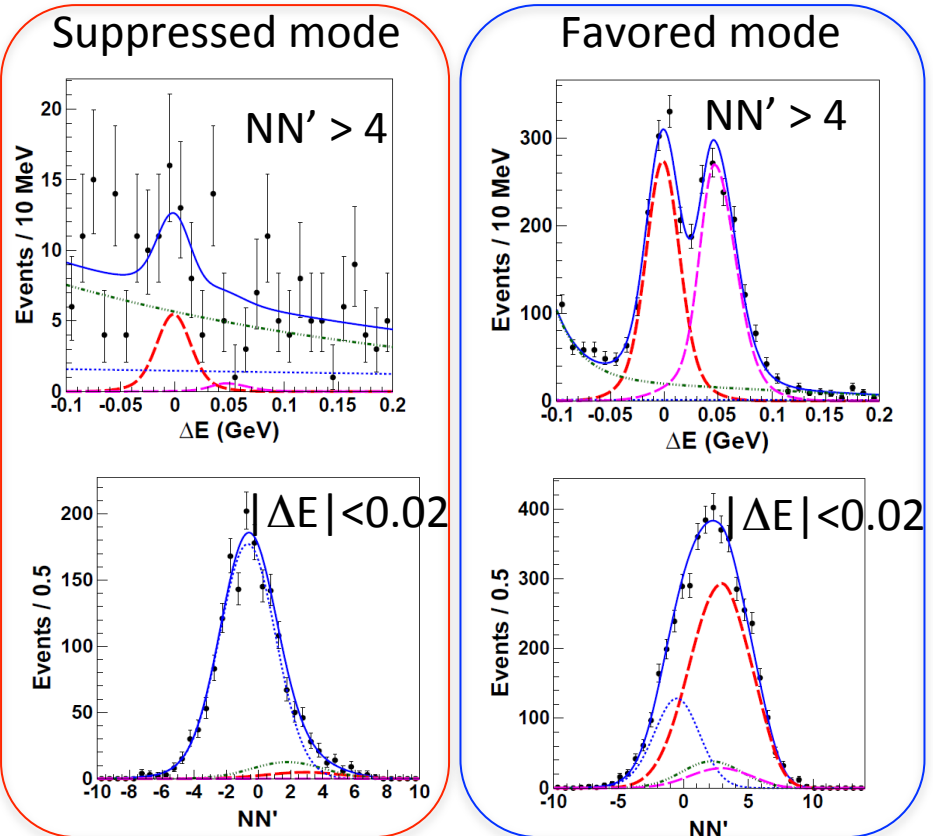 Suppressed mode
NN’ > 4
Events / 10 MeV
20
15
10
5
0
-0.1 -0.05 0 0.05 0.1 0.15 0.2
ΔE (GeV)
|ΔE|<0.02
Events / 0.5
200
150
100
50
0
-10 -8 -6 -4 -2 0 2 4 6 8 10
NN'
Favored mode
NN’ > 4
Events / 10 MeV
300
200
100
0
-0.1 -0.05 0 0.05 0.1 0.15 0.2
ΔE (GeV)
|ΔE|<0.02
Events / 0.5
400
300
200
100
0
-10 -5 0 5 10
NN'